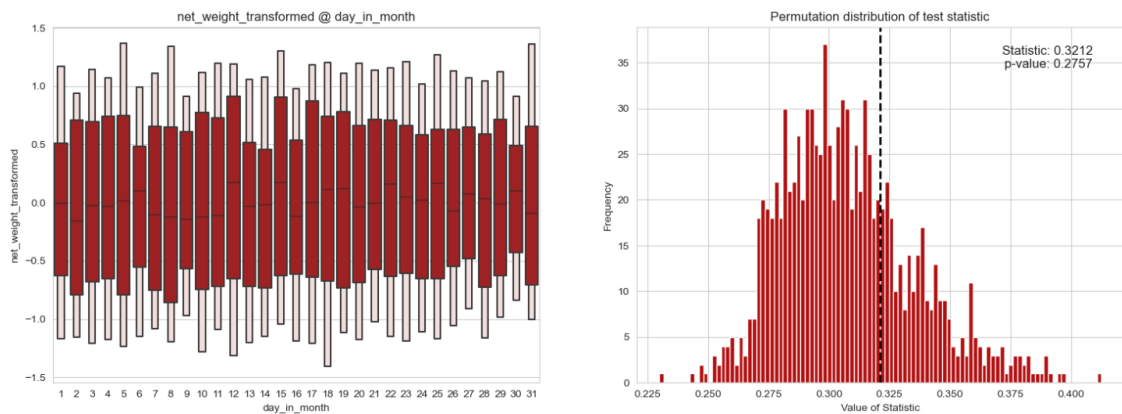 net_weight_transformed @ day_in_month
1.5
1.0
0.5
0.0
−0.5
−1.0
−1.5
net_weight_transformed
1 2 3 4 5 6 7 8 9 10 11 12 13 14 15 16 17 18 19 20 21 22 23 24 25 26 27 28 29 30 31
day_in_month
Permutation distribution of test statistic
Statistic: 0.3212
p-value: 0.2757
35
30
25
20
15
10
5
0
Frequency
0.225 0.250 0.275 0.300 0.325 0.350 0.375 0.400
Value of Statistic